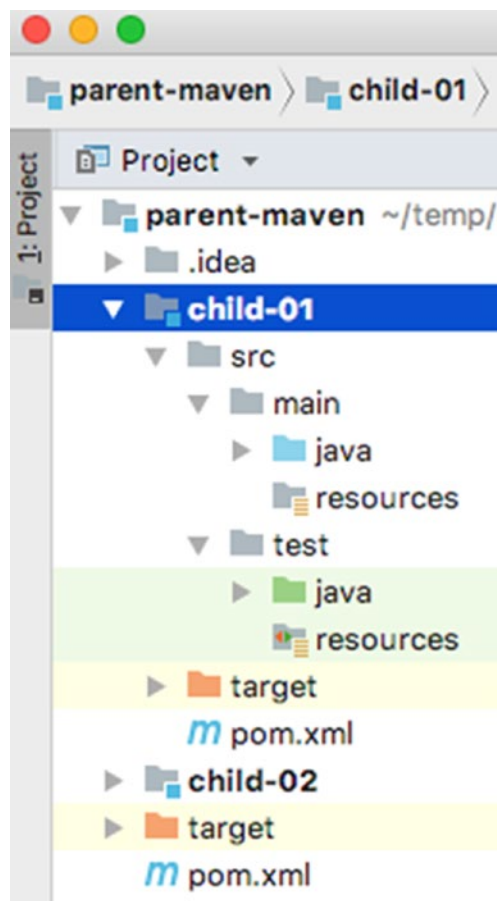 parent-maven child-01
1: Project
Project
parent-maven ~/temp/
.idea
child-01
src
main
java
resources
test
java
resources
target
m pom.xml
child-02
target
m pom.xml